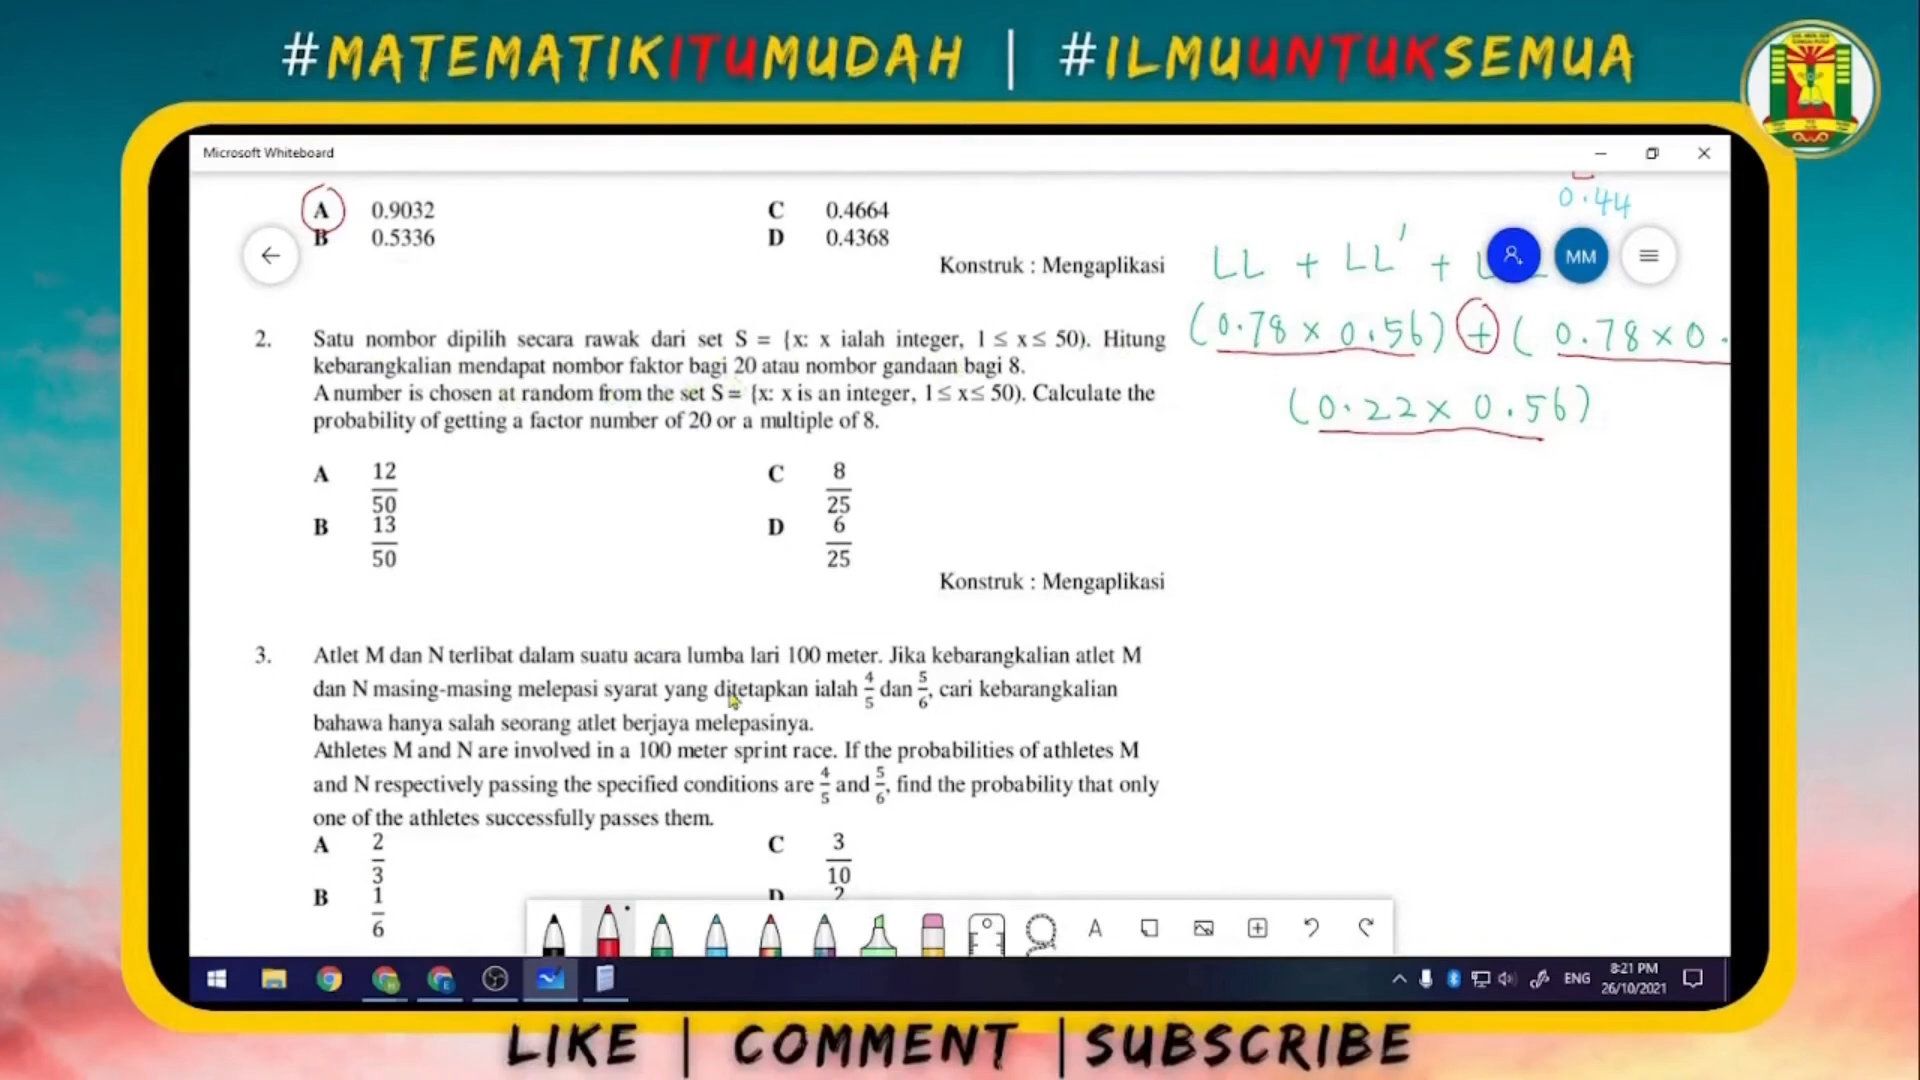 #MATEMATIKITUMUDAH | #ILMUUNTUKSEMUA
Microsoft Whiteboard
A 0.9032 C 0.4664
B 0.5336 D 0.4368
Konstruk : Mengaplikasi
0.44
LL + LL' +
(0.78 × 0.56) + ( 0.78 × 0.
(0.22 × 0.56)
MM
2. Satu nombor dipilih secara rawak dari set S = {x: x ialah integer, 1 ≤ x ≤ 50). Hitung
kebarangkalian mendapat nombor faktor bagi 20 atau nombor gandaan bagi 8.
A number is chosen at random from the set S = {x: x is an integer, 1 ≤ x ≤ 50). Calculate the
probability of getting a factor number of 20 or a multiple of 8.
A 12/50 C 8/25
B 13/50 D 6/25
Konstruk : Mengaplikasi
3. Atlet M dan N terlibat dalam suatu acara lumba lari 100 meter. Jika kebarangkalian atlet M
dan N masing-masing melepasi syarat yang ditetapkan ialah 4/5 dan 5/6, cari kebarangkalian
bahawa hanya salah seorang atlet berjaya melepasinya.
Athletes M and N are involved in a 100 meter sprint race. If the probabilities of athletes M
and N respectively passing the specified conditions are 4/5 and 5/6, find the probability that only
one of the athletes successfully passes them.
A 2/3 C 3/10
B 1/6 D 2
A
ENG
8:21 PM
26/10/2021
LIKE | COMMENT | SUBSCRIBE